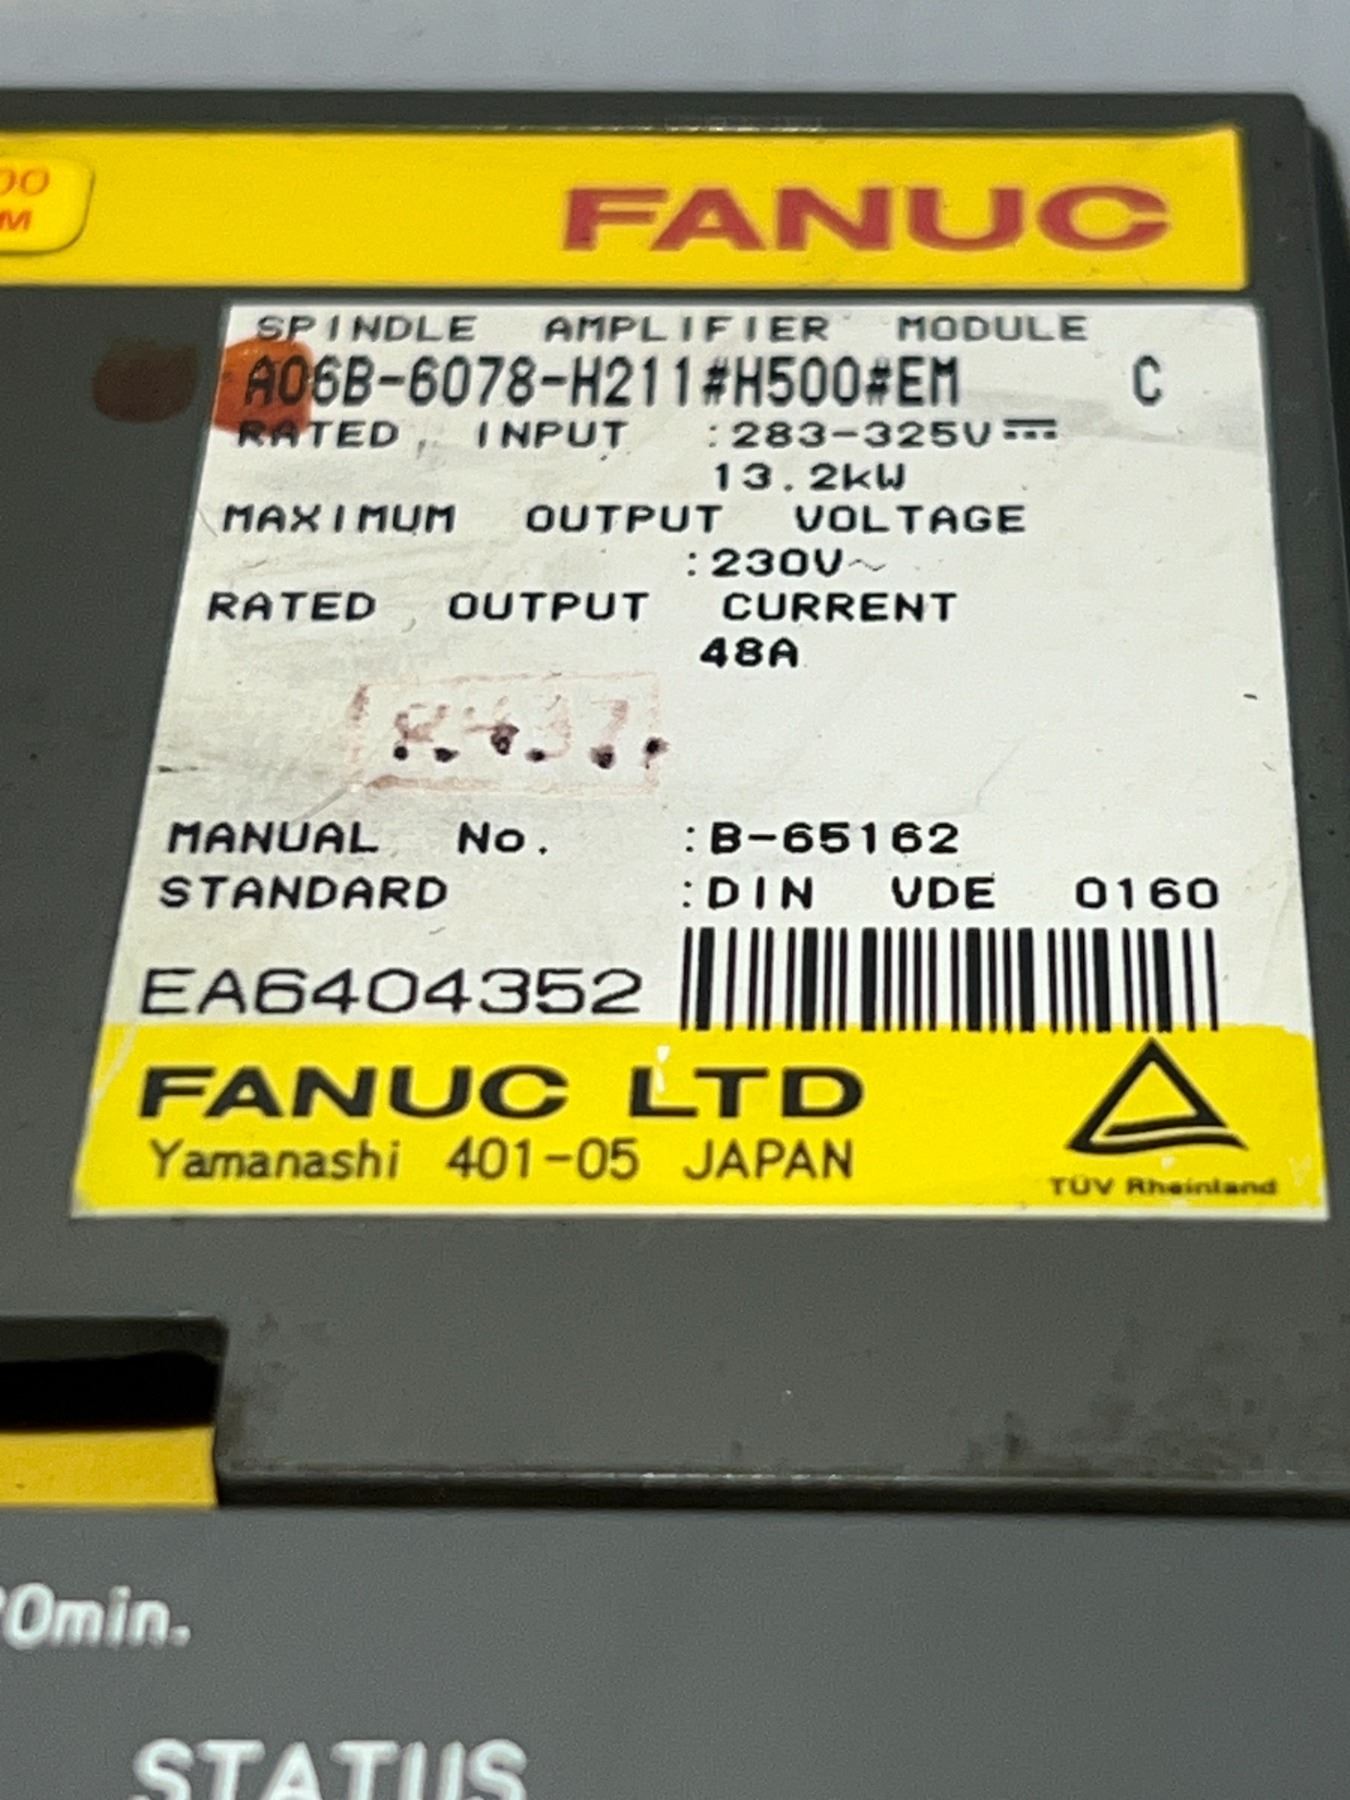 00
M
FANUC
SPINDLE AMPLIFIER MODULE
A06B-6078-H211#H500#EM C
RATED INPUT :283-325V⎓
13.2kW
MAXIMUM OUTPUT VOLTAGE
:230V~
RATED OUTPUT CURRENT
48A
MANUAL No. :B-65162
STANDARD :DIN VDE 0160
EA6404352
FANUC LTD
Yamanashi 401-05 JAPAN
TÜV Rheinland
0min.
STATUS